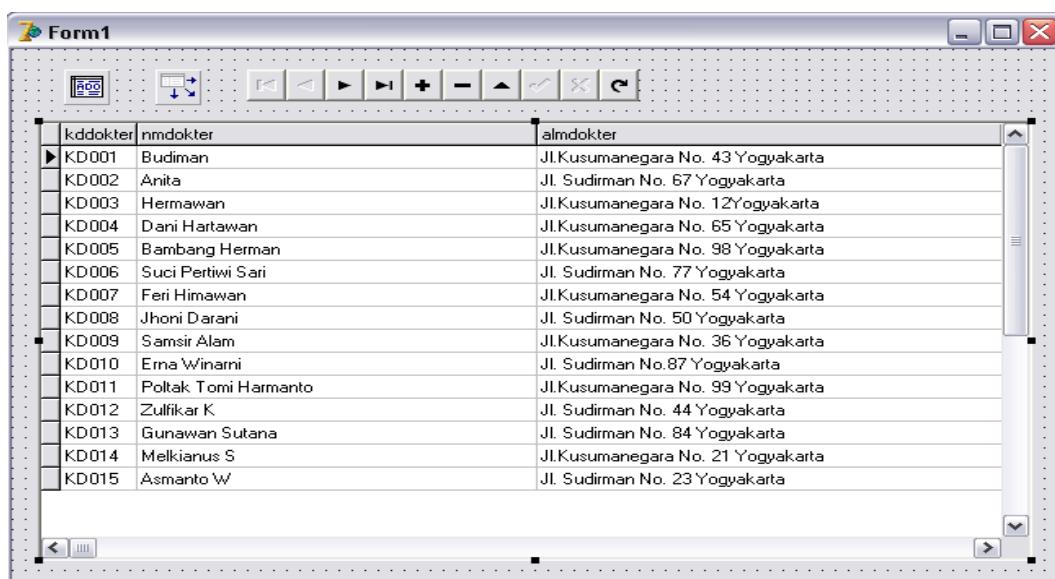 Form1
ADO
kddokter nmdokter almdokter
KD001 Budiman Jl.Kusumanegara No. 43 Yogyakarta
KD002 Anita Jl. Sudirman No. 67 Yogyakarta
KD003 Hermawan Jl.Kusumanegara No. 12Yogyakarta
KD004 Dani Hartawan Jl.Kusumanegara No. 65 Yogyakarta
KD005 Bambang Herman Jl.Kusumanegara No. 98 Yogyakarta
KD006 Suci Pertiwi Sari Jl. Sudirman No. 77 Yogyakarta
KD007 Feri Himawan Jl.Kusumanegara No. 54 Yogyakarta
KD008 Jhoni Darani Jl. Sudirman No. 50 Yogyakarta
KD009 Samsir Alam Jl.Kusumanegara No. 36 Yogyakarta
KD010 Erna Winarni Jl. Sudirman No.87 Yogyakarta
KD011 Poltak Tomi Harmanto Jl.Kusumanegara No. 99 Yogyakarta
KD012 Zulfikar K Jl. Sudirman No. 44 Yogyakarta
KD013 Gunawan Sutana Jl. Sudirman No. 84 Yogyakarta
KD014 Melkianus S Jl.Kusumanegara No. 21 Yogyakarta
KD015 Asmanto W Jl. Sudirman No. 23 Yogyakarta